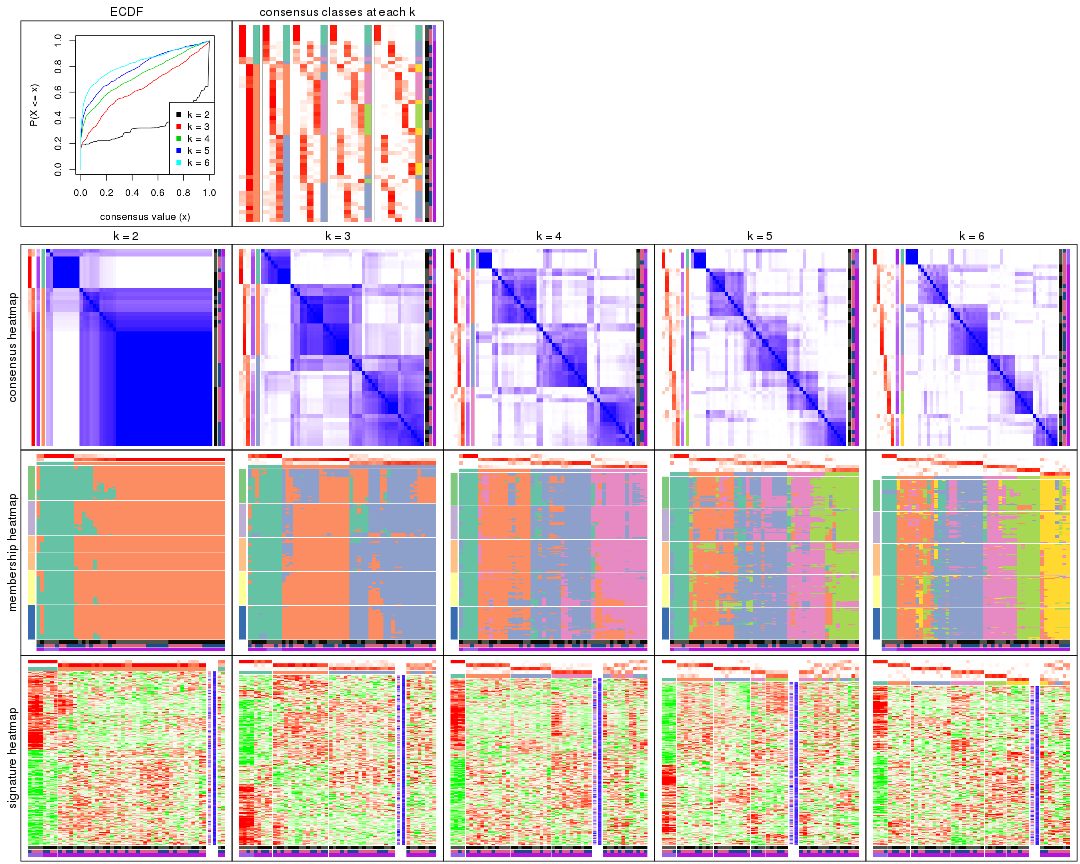 ECDF
consensus classes at each k
P(X <= x)
0.0
0.2
0.4
0.6
0.8
1.0
k = 2
k = 3
k = 4
k = 5
k = 6
0.0 0.2 0.4 0.6 0.8 1.0
consensus value (x)
k = 2
k = 3
k = 4
k = 5
k = 6
consensus heatmap
membership heatmap
signature heatmap